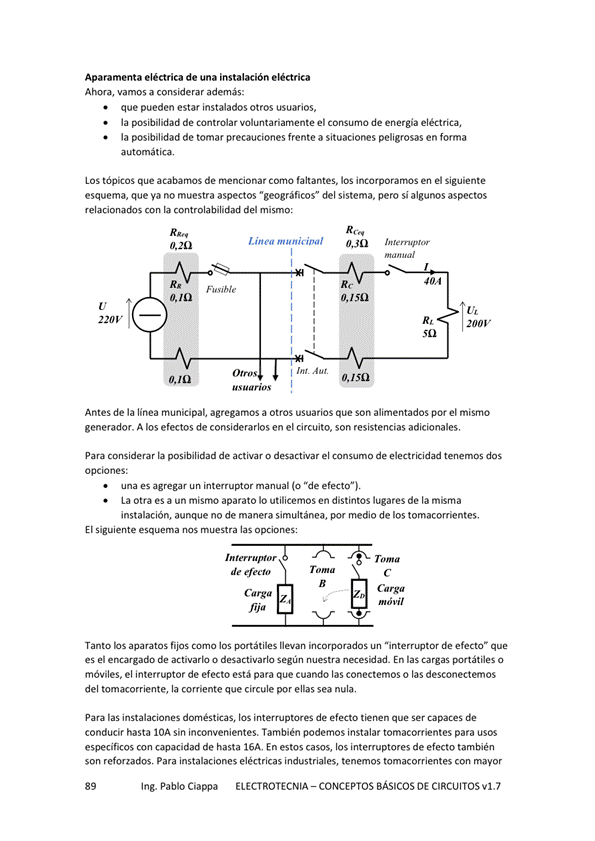 Aparamenta eléctrica de una instalación eléctrica
Ahora, vamos a considerar además:
• que pueden estar instalados otros usuarios,
• la posibilidad de controlar voluntariamente el consumo de energía eléctrica,
• la posibilidad de tomar precauciones frente a situaciones peligrosas en forma
automática.
Los tópicos que acabamos de mencionar como faltantes, los incorporamos en el siguiente
esquema, que ya no muestra aspectos “geográficos” del sistema, pero sí algunos aspectos
relacionados con la controlabilidad del mismo:
RReq
0,2Ω
Línea municipal
RCeq
0,3Ω
Interruptor
manual
RR
0,1Ω
Fusible
RC
0,15Ω
I
40A
U
220V
RL
5Ω
UL
200V
0,1Ω
Otros
usuarios
Int. Aut.
0,15Ω
Antes de la línea municipal, agregamos a otros usuarios que son alimentados por el mismo
generador. A los efectos de considerarlos en el circuito, son resistencias adicionales.
Para considerar la posibilidad de activar o desactivar el consumo de electricidad tenemos dos
opciones:
• una es agregar un interruptor manual (o “de efecto”).
• La otra es a un mismo aparato lo utilicemos en distintos lugares de la misma
instalación, aunque no de manera simultánea, por medio de los tomacorrientes.
El siguiente esquema nos muestra las opciones:
Interruptor
de efecto
Toma
B
Toma
C
Carga
fija
ZA
ZD
Carga
móvil
Tanto los aparatos fijos como los portátiles llevan incorporados un “interruptor de efecto” que
es el encargado de activarlo o desactivarlo según nuestra necesidad. En las cargas portátiles o
móviles, el interruptor de efecto está para que cuando las conectemos o las desconectemos
del tomacorriente, la corriente que circule por ellas sea nula.
Para las instalaciones domésticas, los interruptores de efecto tienen que ser capaces de
conducir hasta 10A sin inconvenientes. También podemos instalar tomacorrientes para usos
específicos con capacidad de hasta 16A. En estos casos, los interruptores de efecto también
son reforzados. Para instalaciones eléctricas industriales, tenemos tomacorrientes con mayor
89 Ing. Pablo Ciappa ELECTROTECNIA – CONCEPTOS BÁSICOS DE CIRCUITOS v1.7